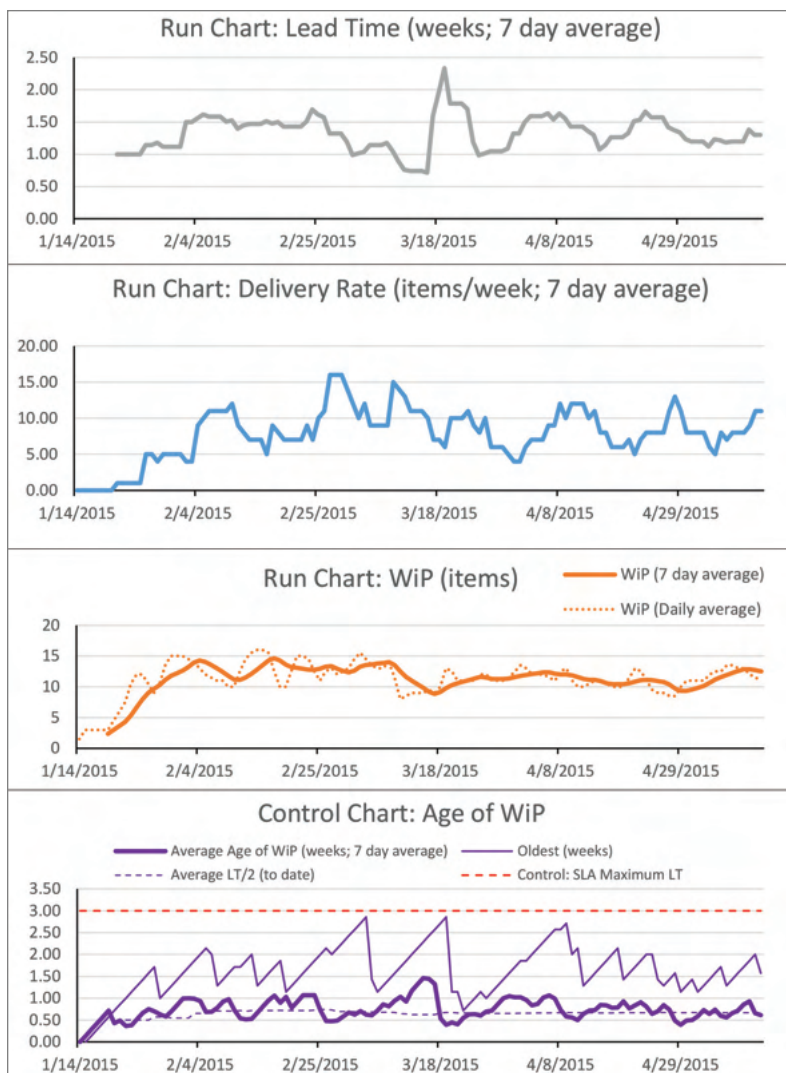 Run Chart: Lead Time (weeks; 7 day average)
2.50
2.00
1.50
1.00
0.50
0.00
1/14/2015 2/4/2015 2/25/2015 3/18/2015 4/8/2015 4/29/2015
Run Chart: Delivery Rate (items/week; 7 day average)
20.00
15.00
10.00
5.00
0.00
1/14/2015 2/4/2015 2/25/2015 3/18/2015 4/8/2015 4/29/2015
Run Chart: WiP (items)
WiP (7 day average)
WiP (Daily average)
20
15
10
5
0
1/14/2015 2/4/2015 2/25/2015 3/18/2015 4/8/2015 4/29/2015
Control Chart: Age of WiP
Average Age of WiP (weeks; 7 day average) Oldest (weeks)
Average LT/2 (to date) Control: SLA Maximum LT
3.50
3.00
2.50
2.00
1.50
1.00
0.50
0.00
1/14/2015 2/4/2015 2/25/2015 3/18/2015 4/8/2015 4/29/2015